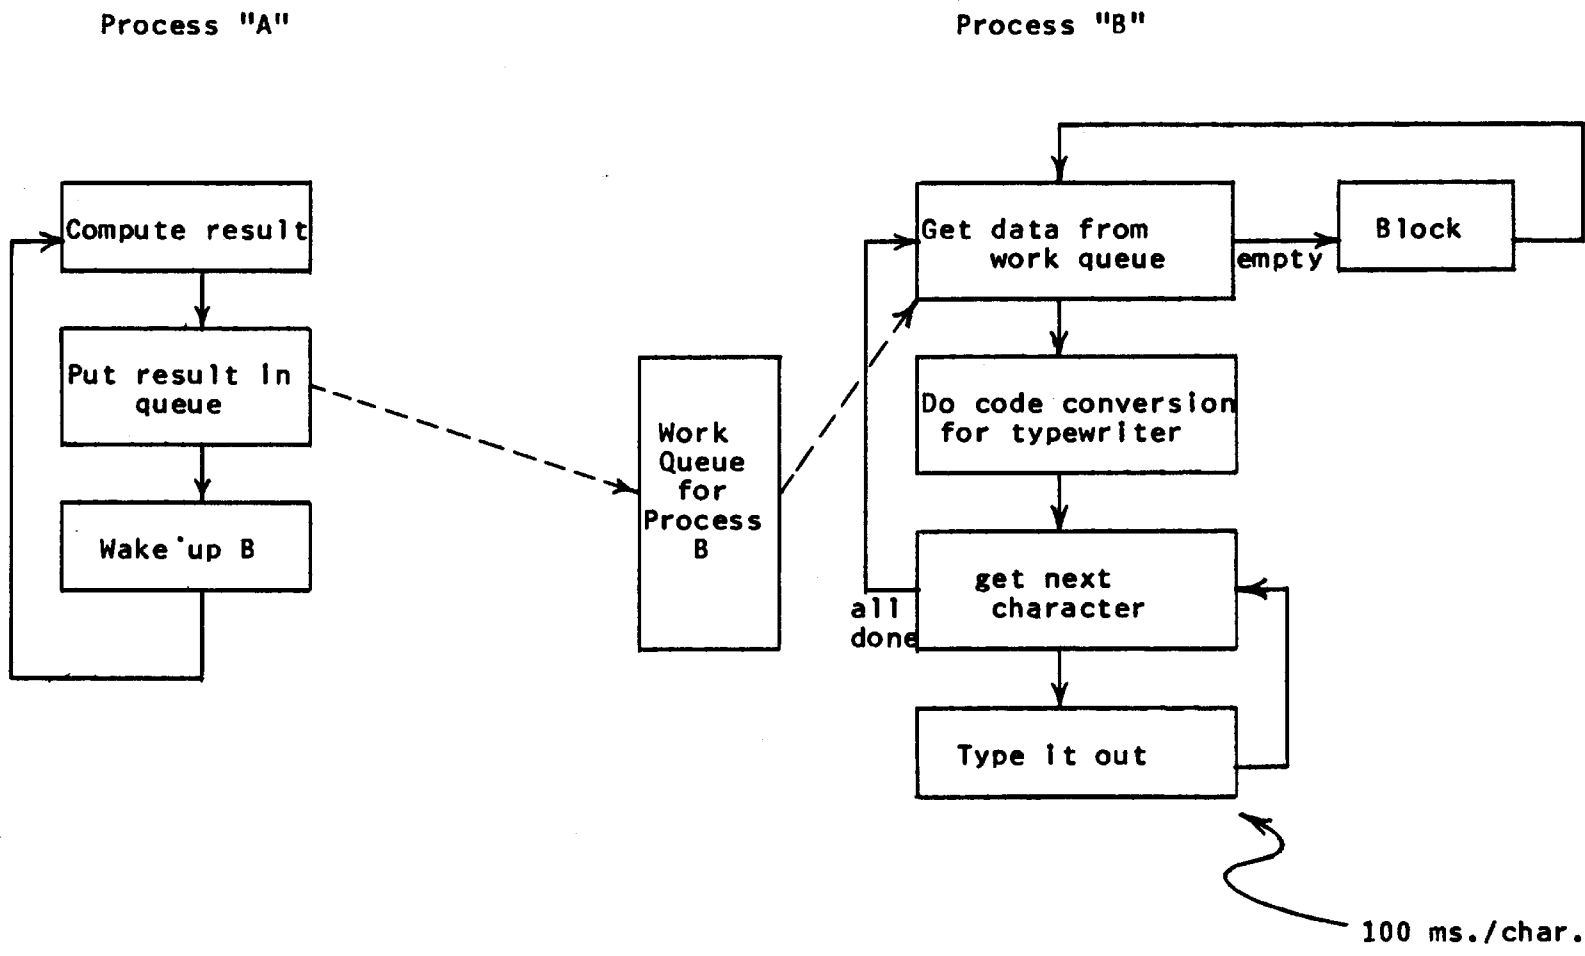 Process "A"
Process "B"
Compute result
Put result in
queue
Wake up B
Work
Queue
for
Process
B
Get data from
work queue
empty
Block
Do code conversion
for typewriter
get next
character
all
done
Type it out
100 ms./char.